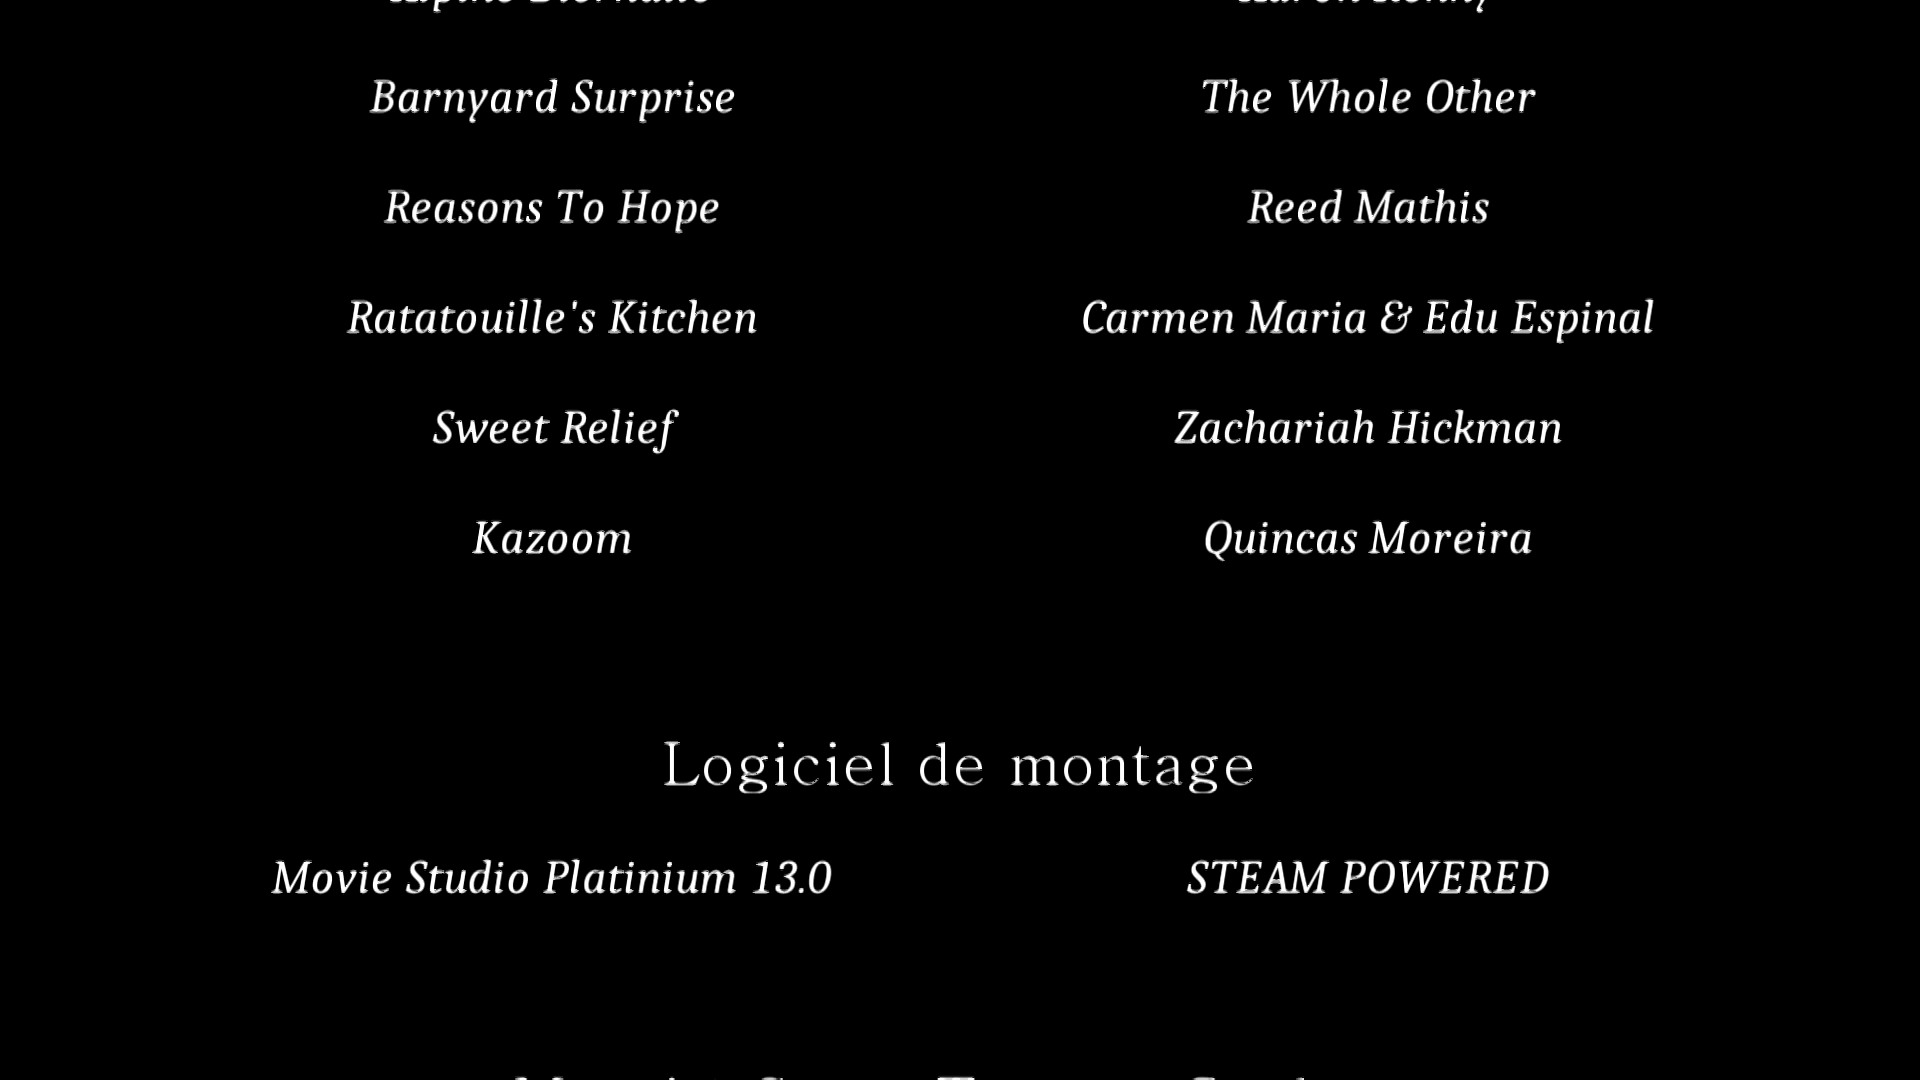 Barnyard Surprise The Whole Other
Reasons To Hope Reed Mathis
Ratatouille's Kitchen Carmen Maria & Edu Espinal
Sweet Relief Zachariah Hickman
Kazoom Quincas Moreira
Logiciel de montage
Movie Studio Platinium 13.0 STEAM POWERED